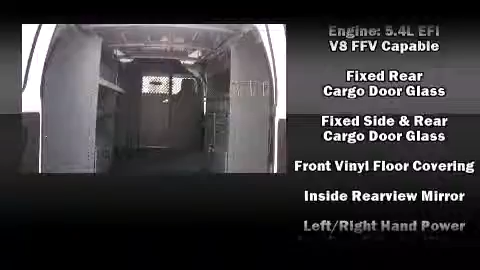 Engine: 5.4L EFI
V8 FFV Capable
Fixed Rear
Cargo Door Glass
Fixed Side & Rear
Cargo Door Glass
Front Vinyl Floor Covering
Inside Rearview Mirror
Left/Right Hand Power